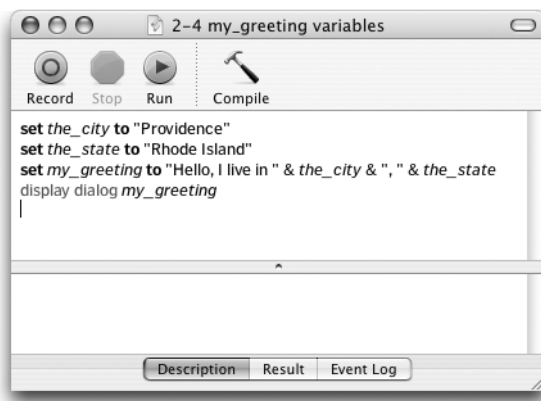 2-4 my_greeting variables
Record Stop Run Compile
set the_city to "Providence"
set the_state to "Rhode Island"
set my_greeting to "Hello, I live in " & the_city & ", " & the_state
display dialog my_greeting
Description Result Event Log